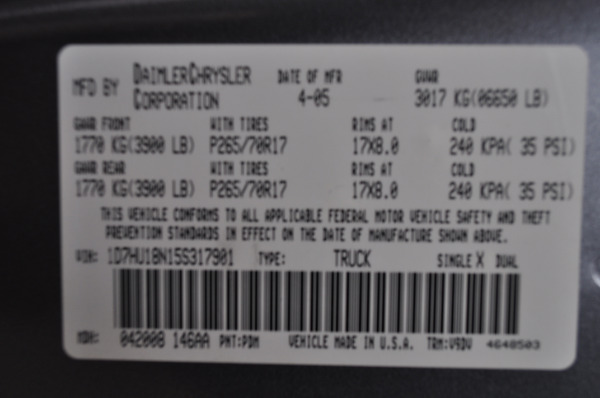 MFD BY DAIMLERCHRYSLER CORPORATION DATE OF MFR 4-05 GVWR 3017 KG(06650 LB)
GAWR FRONT WITH TIRES RIMS AT COLD
1770 KG(3900 LB) P265/70R17 17X8.0 240 KPA( 35 PSI)
GAWR REAR WITH TIRES RIMS AT COLD
1770 KG(3900 LB) P265/70R17 17X8.0 240 KPA( 35 PSI)
THIS VEHICLE CONFORMS TO ALL APPLICABLE FEDERAL MOTOR VEHICLE SAFETY AND THEFT
PREVENTION STANDARDS IN EFFECT ON THE DATE OF MANUFACTURE SHOWN ABOVE.
VIN: 1D7HU18N15S317901 TYPE: TRUCK SINGLE X DUAL
MDH: 042008 146AA PNT:PDM VEHICLE MADE IN U.S.A. TRM:V9DV 4648503